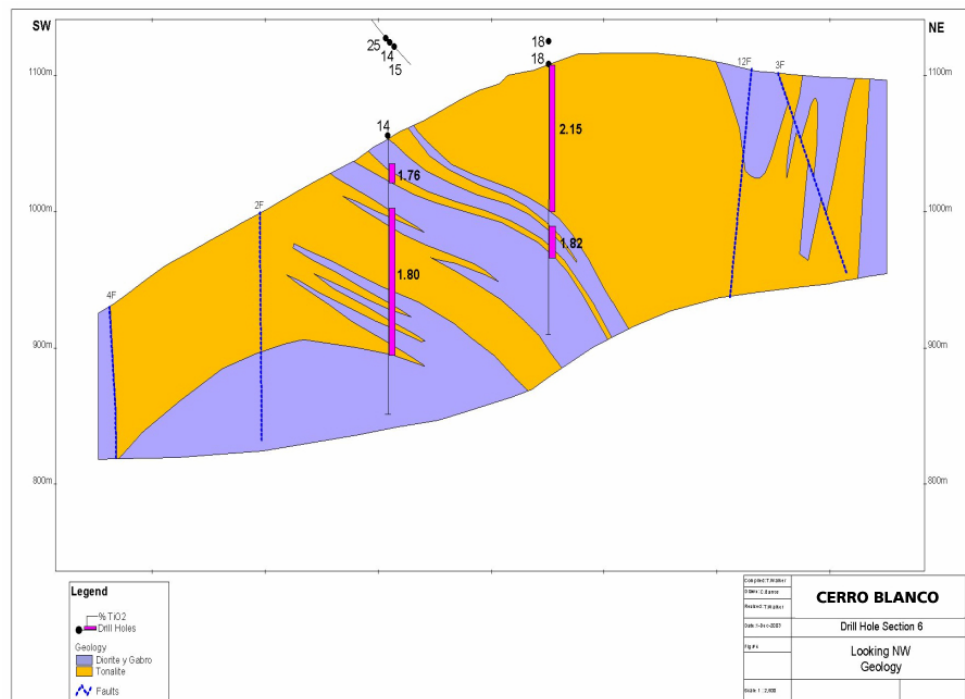 SW
NE
25
14
15
18
18
1100m
1100m
12F
3F
14
2.15
1.76
1000m
1000m
2F
1.82
1.80
4F
900m
900m
800m
800m
Legend
% TiO2
Drill Holes
Geology
Diorite y Gabro
Tonalite
Faults
CERRO BLANCO
Drill Hole Section 6
Looking NW
Geology